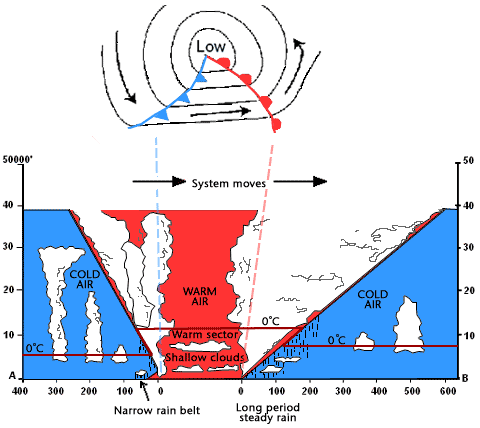 Low
System moves
50000'
50
40
40
30
30
20
20
10
10
COLD
AIR
WARM
AIR
COLD
AIR
0°C
Warm sector
0°C
0°C
Shallow clouds
A
B
400 300 200 100 0 0 100 200 300 400 500 600
Narrow rain belt
Long period
steady rain